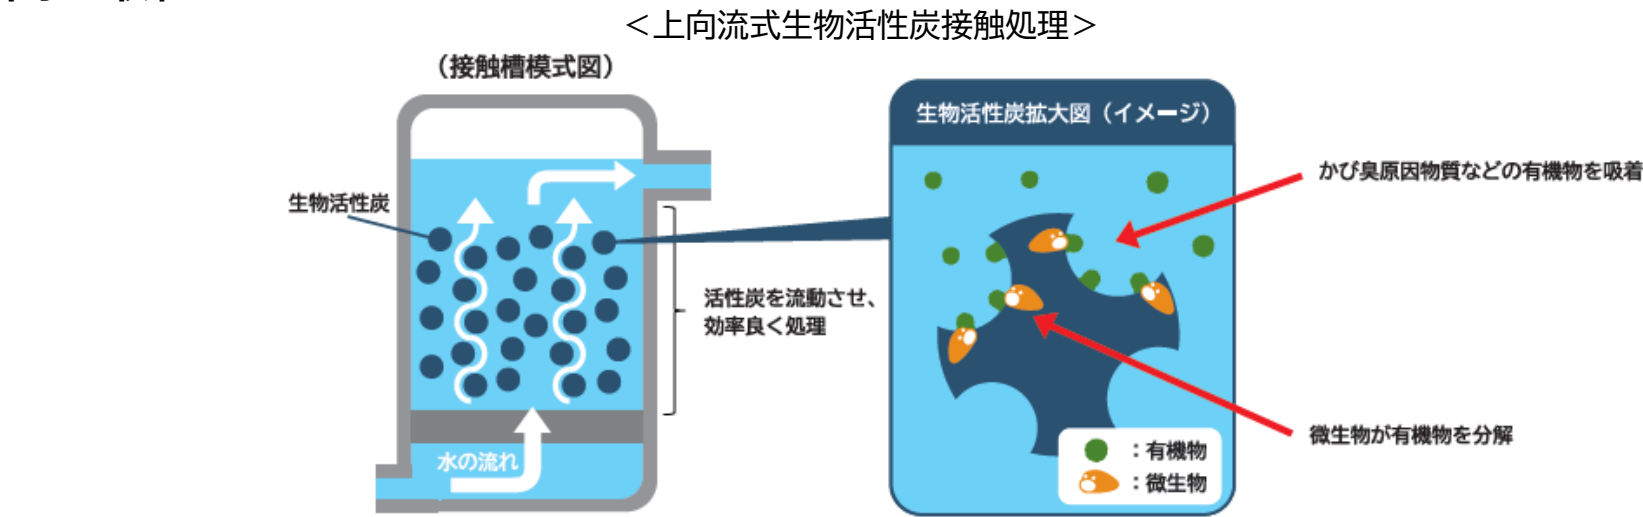 ＜上向流式生物活性炭接触処理＞
（接触槽模式図）
生物活性炭
活性炭を流動させ、
効率良く処理
水の流れ
生物活性炭拡大図（イメージ）
かび臭原因物質などの有機物を吸着
微生物が有機物を分解
：有機物
：微生物